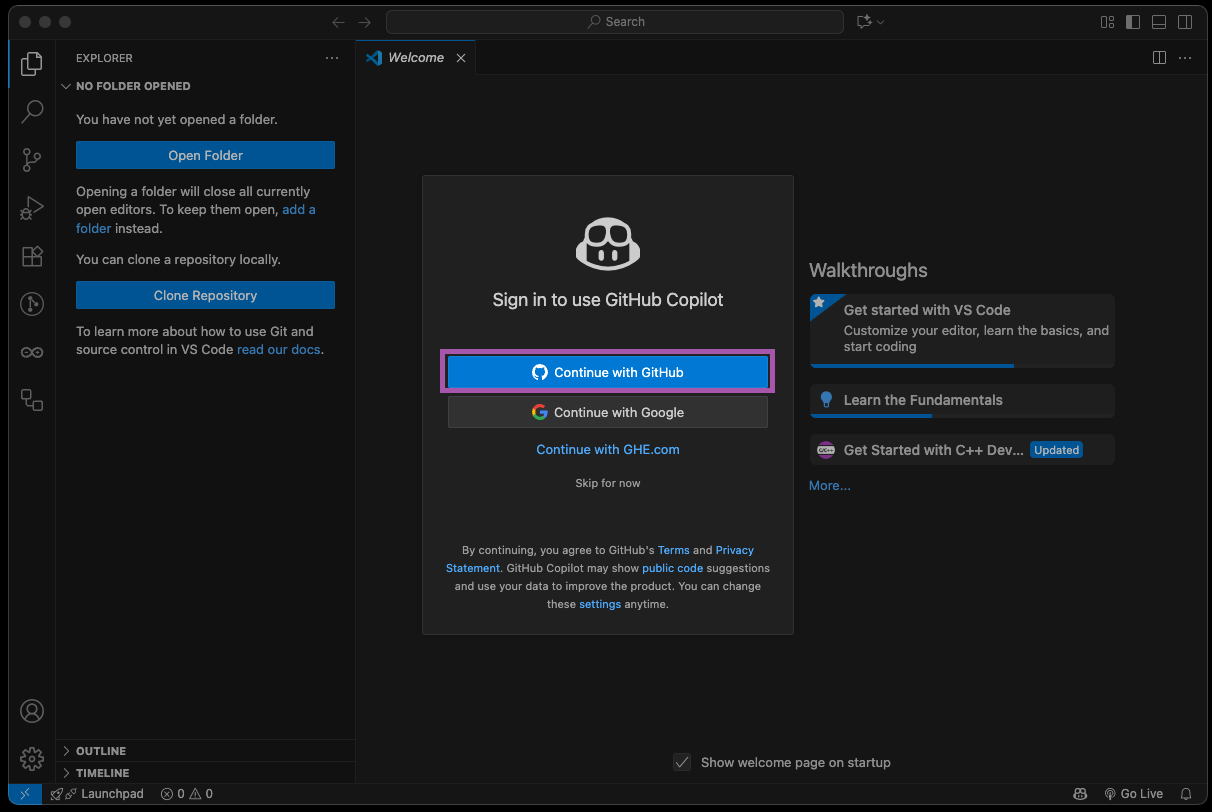 Search
EXPLORER
NO FOLDER OPENED
You have not yet opened a folder.
Open Folder
Opening a folder will close all currently
open editors. To keep them open, add a
folder instead.
You can clone a repository locally.
Clone Repository
To learn more about how to use Git and
source control in VS Code read our docs.
OUTLINE
TIMELINE
Welcome
Sign in to use GitHub Copilot
Continue with GitHub
Continue with Google
Continue with GHE.com
Skip for now
By continuing, you agree to GitHub's Terms and Privacy
Statement. GitHub Copilot may show public code suggestions
and use your data to improve the product. You can change
these settings anytime.
Walkthroughs
Get started with VS Code
Customize your editor, learn the basics, and
start coding
Learn the Fundamentals
C/C++ Get Started with C++ Dev... Updated
More...
Show welcome page on startup
Launchpad 0 0 Go Live